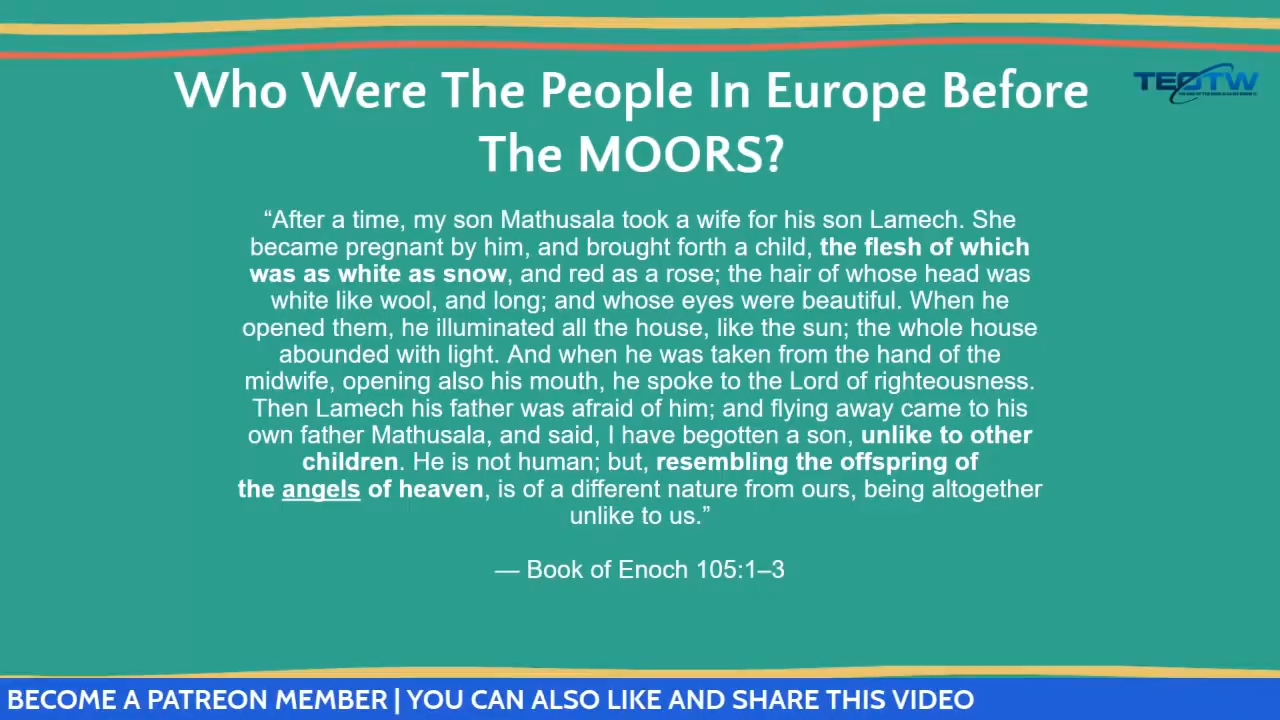 Who Were The People In Europe Before
The MOORS?
TEOTW
“After a time, my son Mathusala took a wife for his son Lamech. She
became pregnant by him, and brought forth a child, the flesh of which
was as white as snow, and red as a rose; the hair of whose head was
white like wool, and long; and whose eyes were beautiful. When he
opened them, he illuminated all the house, like the sun; the whole house
abounded with light. And when he was taken from the hand of the
midwife, opening also his mouth, he spoke to the Lord of righteousness.
Then Lamech his father was afraid of him; and flying away came to his
own father Mathusala, and said, I have begotten a son, unlike to other
children. He is not human; but, resembling the offspring of
the angels of heaven, is of a different nature from ours, being altogether
unlike to us.”
— Book of Enoch 105:1–3
BECOME A PATREON MEMBER | YOU CAN ALSO LIKE AND SHARE THIS VIDEO